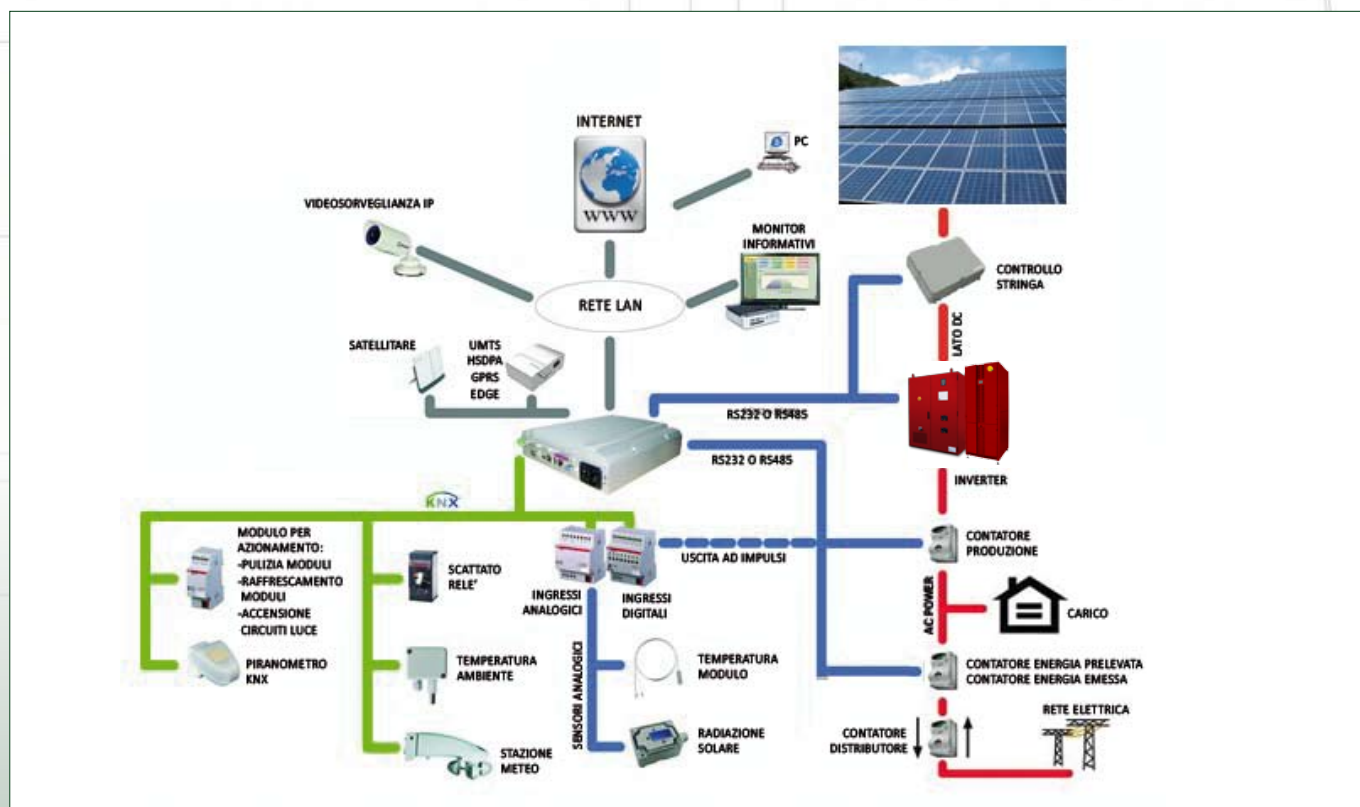 INTERNET
WWW
PC
VIDEOSORVEGLIANZA IP
MONITOR
INFORMATIVI
RETE LAN
CONTROLLO
STRINGA
SATELLITARE
UMTS
HSDPA
GPRS
EDGE
LATO DC
RS232 O RS485
RS232 O RS485
INVERTER
KNX
MODULO PER
AZIONAMENTO:
-PULIZIA MODULI
-RAFFRESCAMENTO
MODULI
-ACCENSIONE
CIRCUITI LUCE
SCATTATO
RELE'
INGRESSI
ANALOGICI
INGRESSI
DIGITALI
USCITA AD IMPULSI
CONTATORE
PRODUZIONE
AC POWER
CARICO
PIRANOMETRO
KNX
TEMPERATURA
AMBIENTE
SENSORI ANALOGICI
TEMPERATURA
MODULO
CONTATORE ENERGIA PRELEVATA
CONTATORE ENERGIA EMESSA
STAZIONE
METEO
RADIAZIONE
SOLARE
CONTATORE
DISTRIBUTORE
RETE ELETTRICA